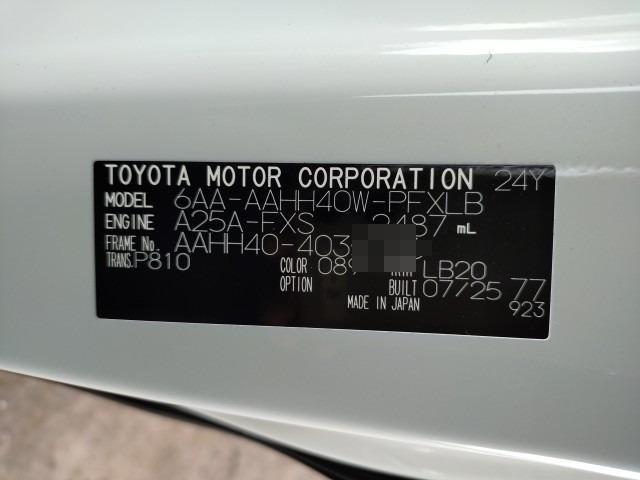 TOYOTA MOTOR CORPORATION 24Y
MODEL 6AA-AAHH40W-PFXLB
ENGINE A25A-FXS 2487 mL
FRAME No. AAHH40-403
TRANS. P810 COLOR 089 LB20
OPTION BUILT 07/25 77
MADE IN JAPAN 923